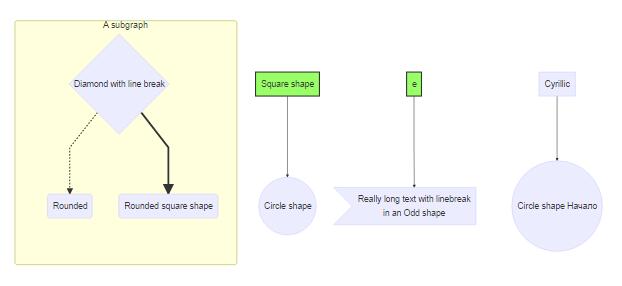 A subgraph
Diamond with line break
Rounded
Rounded square shape
Square shape
Circle shape
e
Really long text with linebreak
in an Odd shape
Cyrillic
Circle shape Начало